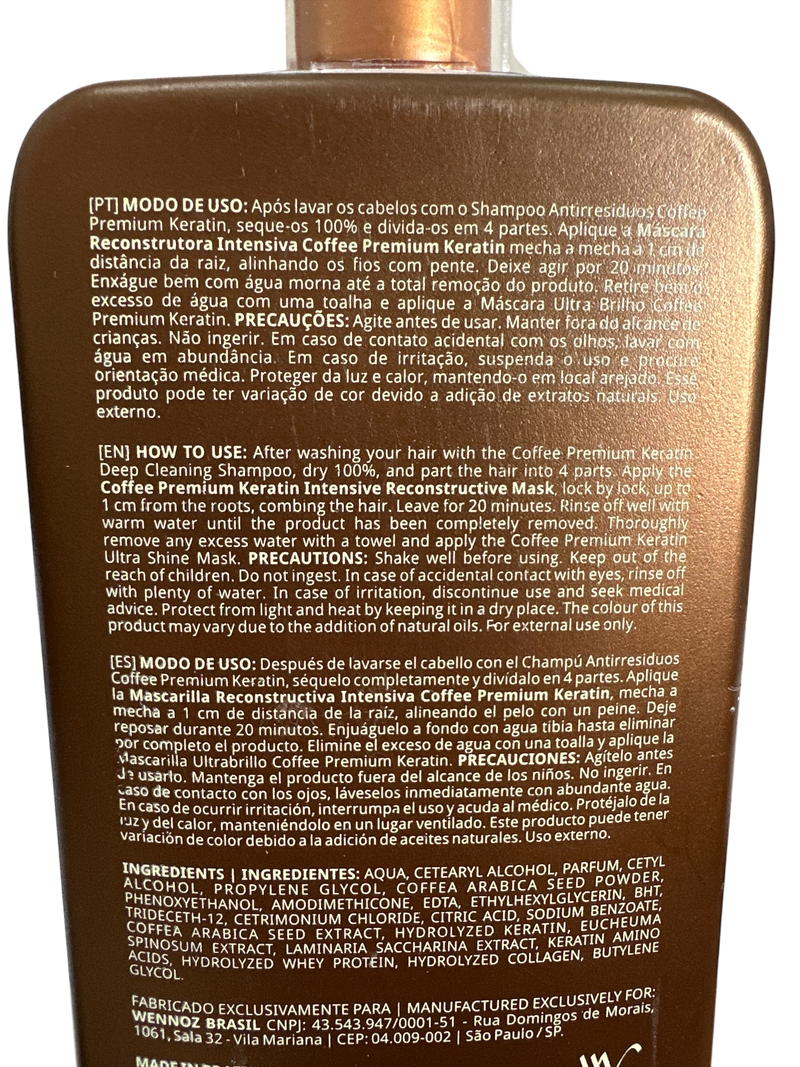 [PT] MODO DE USO: Após lavar os cabelos com o Shampoo Antirresíduos Coffee
Premium Keratin, seque-os 100% e divida-os em 4 partes. Aplique a Máscara
Reconstrutora Intensiva Coffee Premium Keratin mecha a mecha a 1 cm de
distância da raiz, alinhando os fios com pente. Deixe agir por 20 minutos.
Enxágue bem com água morna até a total remoção do produto. Retire bem o
excesso de água com uma toalha e aplique a Máscara Ultra Brilho Coffee
Premium Keratin. PRECAUÇÕES: Agite antes de usar. Manter fora do alcance de
crianças. Não ingerir. Em caso de contato acidental com os olhos, lavar com
água em abundância. Em caso de irritação, suspenda o uso e procure
orientação médica. Proteger da luz e calor, mantendo-o em local arejado. Esse
produto pode ter variação de cor devido a adição de extratos naturais. Uso
externo.
[EN] HOW TO USE: After washing your hair with the Coffee Premium Keratin
Deep Cleaning Shampoo, dry 100%, and part the hair into 4 parts. Apply the
Coffee Premium Keratin Intensive Reconstructive Mask, lock by lock, up to
1 cm from the roots, combing the hair. Leave for 20 minutes. Rinse off well with
warm water until the product has been completely removed. Thoroughly
remove any excess water with a towel and apply the Coffee Premium Keratin
Ultra Shine Mask. PRECAUTIONS: Shake well before using. Keep out of the
reach of children. Do not ingest. In case of accidental contact with eyes, rinse off
with plenty of water. In case of irritation, discontinue use and seek medical
advice. Protect from light and heat by keeping it in a dry place. The colour of this
product may vary due to the addition of natural oils. For external use only.
[ES] MODO DE USO: Después de lavarse el cabello con el Champú Antirresiduos
Coffee Premium Keratin, séquelo completamente y divídalo en 4 partes. Aplique
la Mascarilla Reconstructiva Intensiva Coffee Premium Keratin, mecha a
mecha a 1 cm de distancia de la raíz, alineando el pelo con un peine. Deje
reposar durante 20 minutos. Enjuáguelo a fondo con agua tibia hasta eliminar
por completo el producto. Elimine el exceso de agua con una toalla y aplique la
Mascarilla Ultrabrillo Coffee Premium Keratin. PRECAUCIONES: Agítelo antes
de usarlo. Mantenga el producto fuera del alcance de los niños. No ingerir. En
caso de contacto con los ojos, láveselos inmediatamente con abundante agua.
En caso de ocurrir irritación, interrumpa el uso y acuda al médico. Protéjalo de la
luz y del calor, manteniéndolo en un lugar ventilado. Este producto puede tener
variación de color debido a la adición de aceites naturales. Uso externo.
INGREDIENTS | INGREDIENTES: AQUA, CETEARYL ALCOHOL, PARFUM, CETYL
ALCOHOL, PROPYLENE GLYCOL, COFFEA ARABICA SEED POWDER,
PHENOXYETHANOL, AMODIMETHICONE, EDTA, ETHYLHEXYLGLYCERIN, BHT,
TRIDECETH-12, CETRIMONIUM CHLORIDE, CITRIC ACID, SODIUM BENZOATE,
COFFEA ARABICA SEED EXTRACT, HYDROLYZED KERATIN, EUCHEUMA
SPINOSUM EXTRACT, LAMINARIA SACCHARINA EXTRACT, KERATIN AMINO
ACIDS, HYDROLYZED WHEY PROTEIN, HYDROLYZED COLLAGEN, BUTYLENE
GLYCOL.
FABRICADO EXCLUSIVAMENTE PARA | MANUFACTURED EXCLUSIVELY FOR:
WENNOZ BRASIL CNPJ: 43.543.947/0001-51 - Rua Domingos de Morais,
1061, Sala 32 - Vila Mariana | CEP: 04.009-002 | São Paulo / SP.
MADE IN